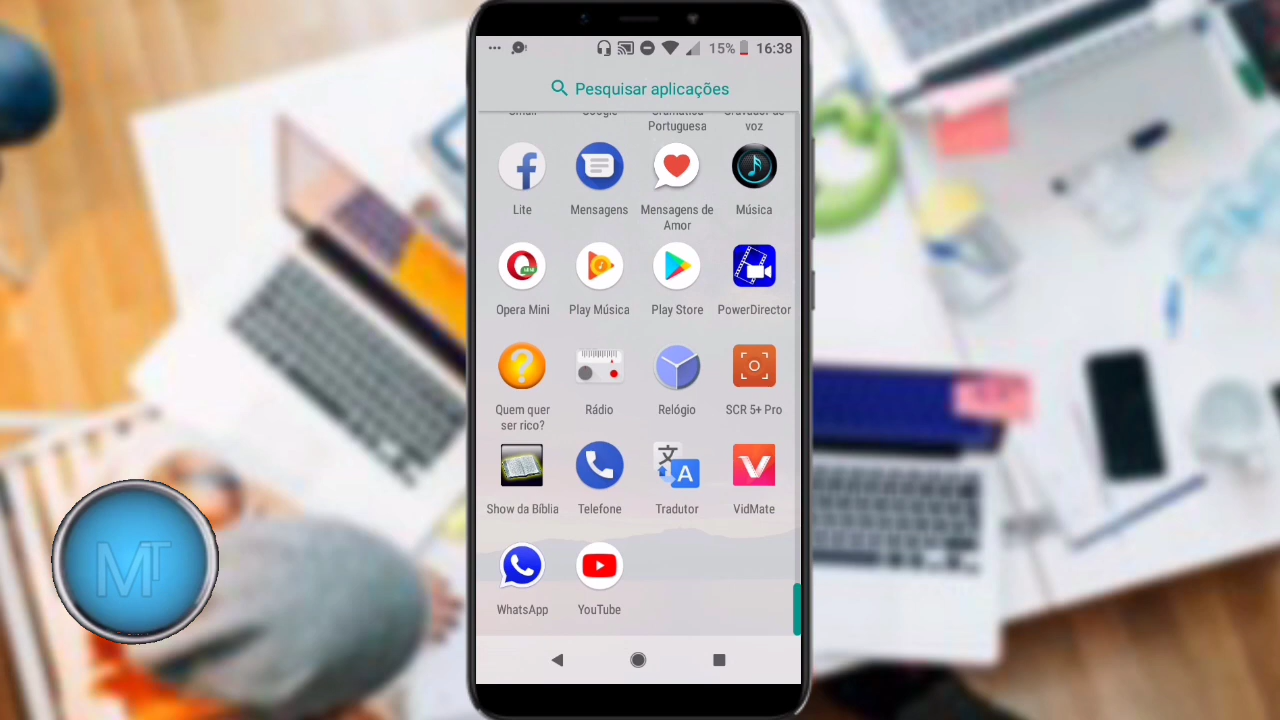 15% 16:38
Pesquisar aplicações
Gmail Google Gramática Gravador de
Portuguesa voz
Lite Mensagens Mensagens de Música
Amor
Opera Mini Play Música Play Store PowerDirector
Quem quer Rádio Relógio SCR 5+ Pro
ser rico?
Show da Bíblia Telefone Tradutor VidMate
WhatsApp YouTube
MT